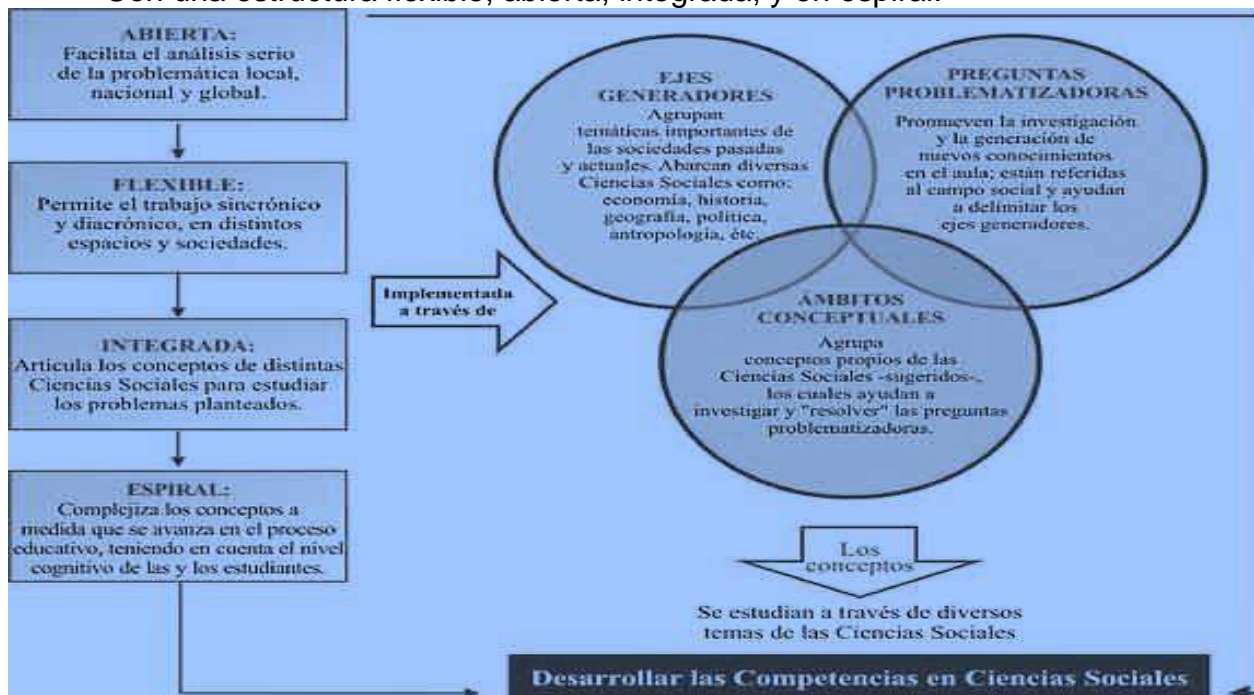 Con una estructura flexible, abierta, integrada, y en espiral.
ABIERTA:
Facilita el análisis serio
de la problemática local,
nacional y global.
FLEXIBLE:
Permite el trabajo sincrónico
y diacrónico, en distintos
espacios y sociedades.
INTEGRADA:
Articula los conceptos de distintas
Ciencias Sociales para estudiar
los problemas planteados.
ESPIRAL:
Complejiza los conceptos a
medida que se avanza en el proceso
educativo, teniendo en cuenta el nivel
cognitivo de las y los estudiantes.
Implementada
a través de
EJES
GENERADORES
Agrupan
temáticas importantes de
las sociedades pasadas
y actuales. Abarcan diversas
Ciencias Sociales como:
economía, historia,
geografía, política,
antropología, étc.
PREGUNTAS
PROBLEMATIZADORAS
Promueven la investigación
y la generación de
nuevos conocimientos
en el aula; están referidas
al campo social y ayudan
a delimitar los
ejes generadores.
ÁMBITOS
CONCEPTUALES
Agrupa
conceptos propios de las
Ciencias Sociales -sugeridos-,
los cuales ayudan a
investigar y "resolver" las preguntas
problematizadoras.
Los
conceptos
Se estudian a través de diversos
temas de las Ciencias Sociales
Desarrollar las Competencias en Ciencias Sociales